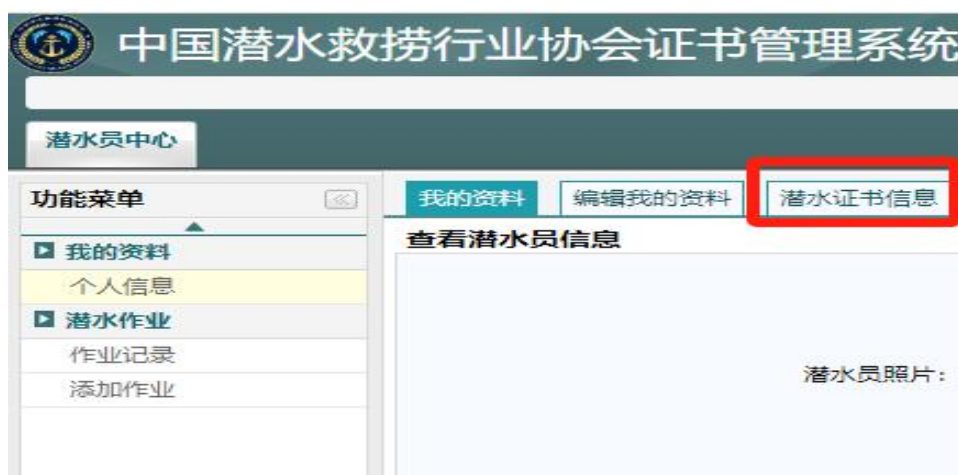 中国潜水救捞行业协会证书管理系统
潜水员中心
功能菜单
我的资料
个人信息
潜水作业
作业记录
添加作业
我的资料 编辑我的资料 潜水证书信息
查看潜水员信息
潜水员照片：